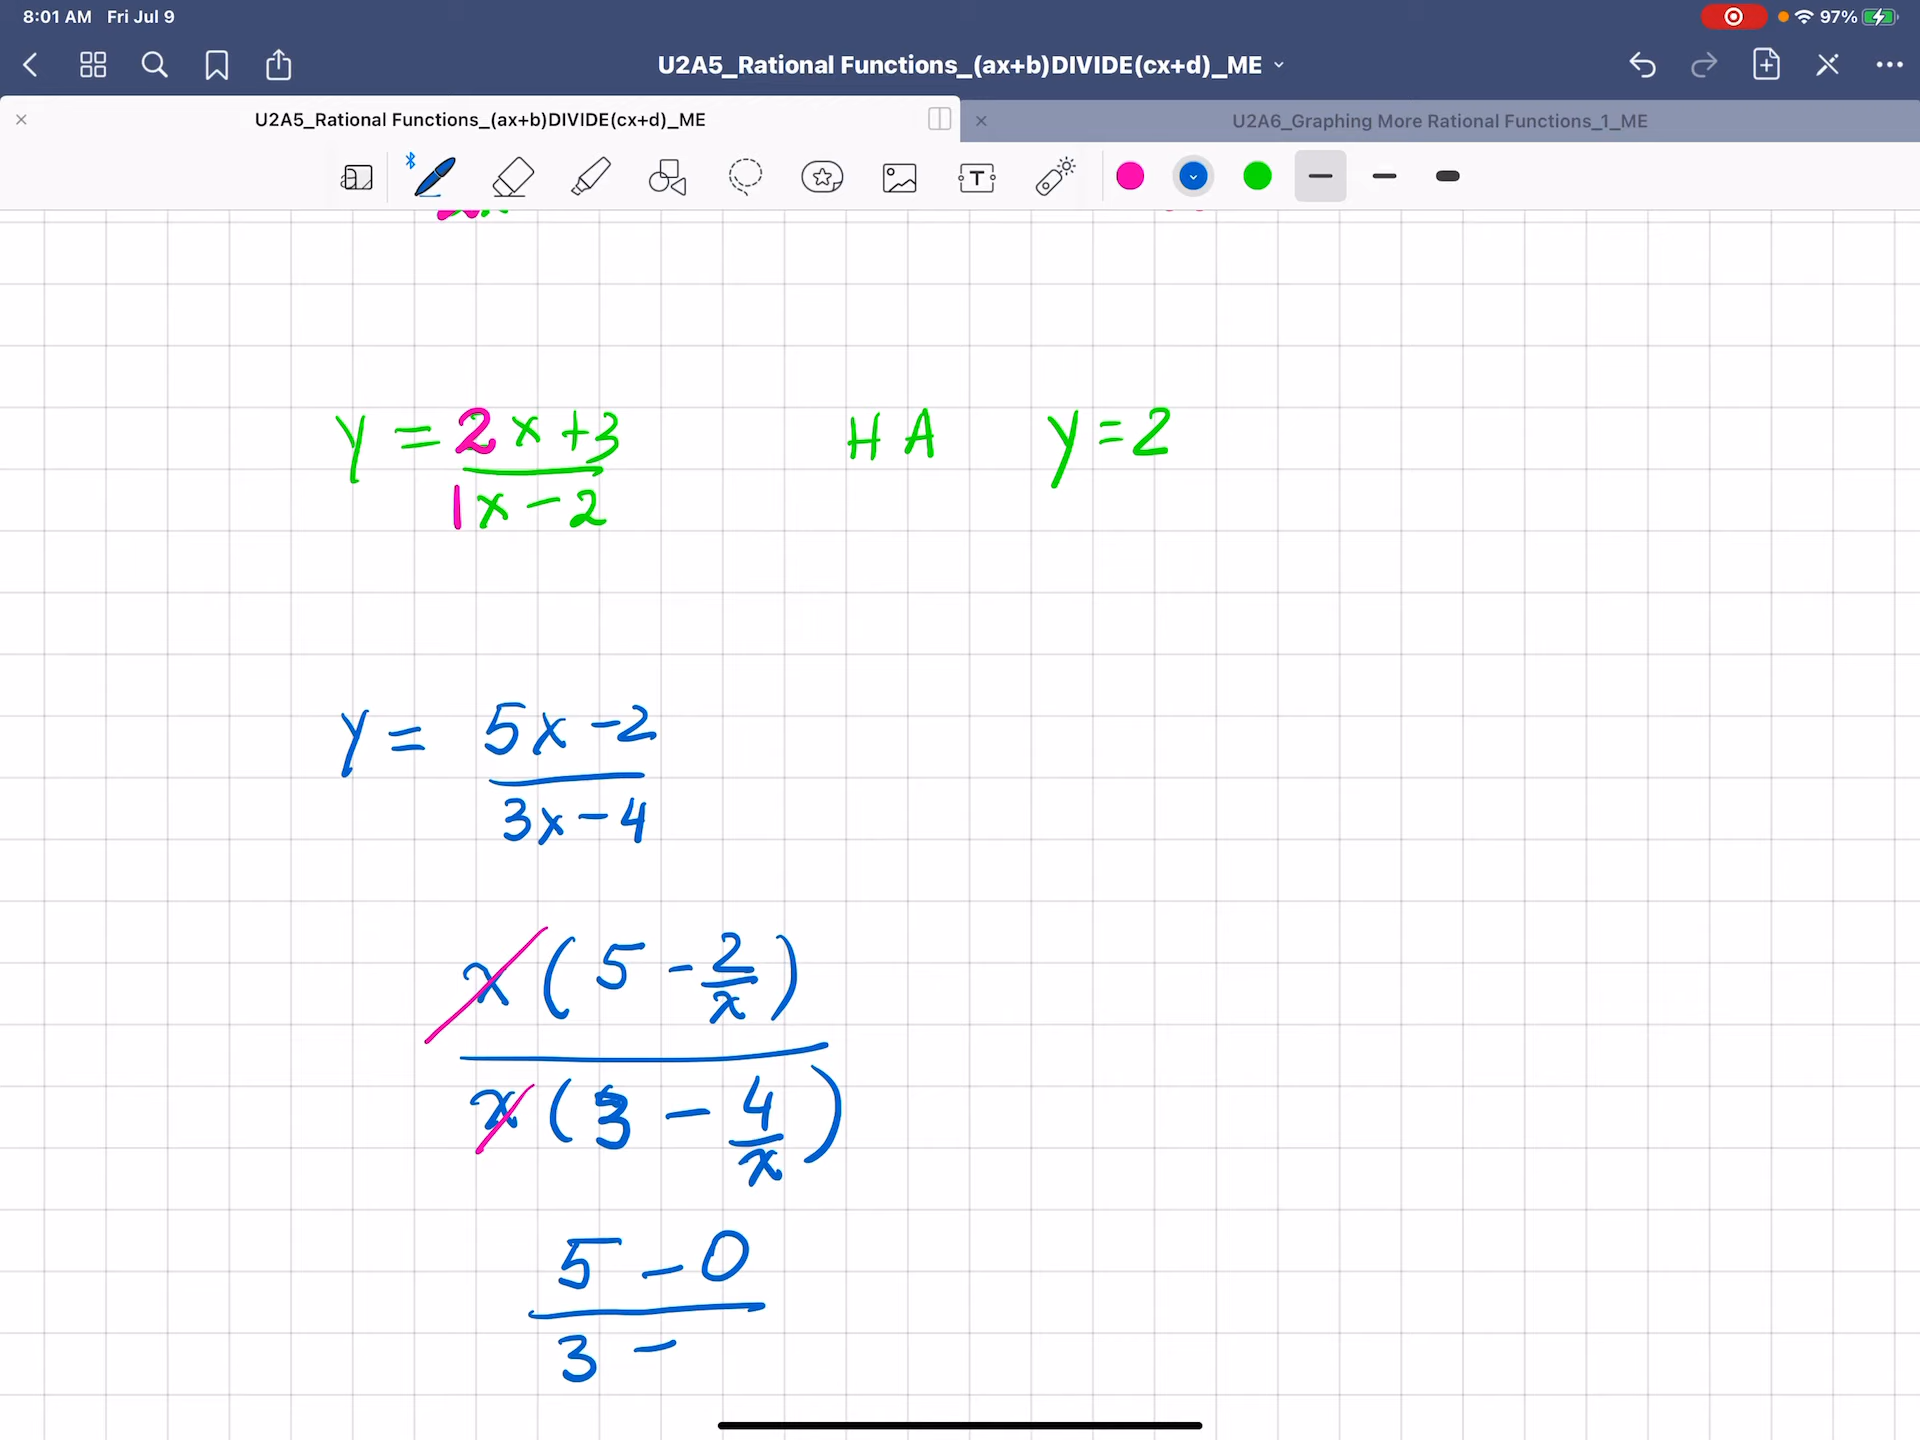 8:01 AM Fri Jul 9
97%
U2A5_Rational Functions_(ax+b)DIVIDE(cx+d)_ME
U2A5_Rational Functions_(ax+b)DIVIDE(cx+d)_ME
U2A6_Graphing More Rational Functions_1_ME
y = 2x+3
1x-2
HA y=2
y = 5x-2
3x-4
x(5-2/x)
x(3-4/x)
5-0
3-